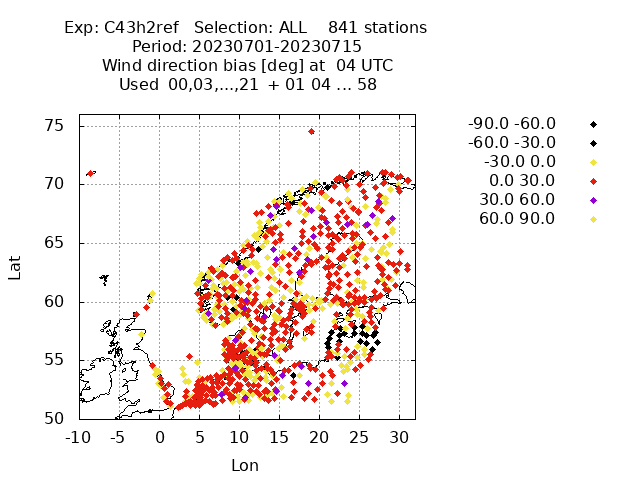 Exp: C43h2ref   Selection: ALL    841 stations
Period: 20230701-20230715
Wind direction bias [deg] at  04 UTC
Used  00,03,...,21  + 01 04 ... 58
-90.0 -60.0
-60.0 -30.0
-30.0 0.0
0.0 30.0
30.0 60.0
60.0 90.0
75
70
65
60
55
50
Lat
-10 -5 0 5 10 15 20 25 30
Lon